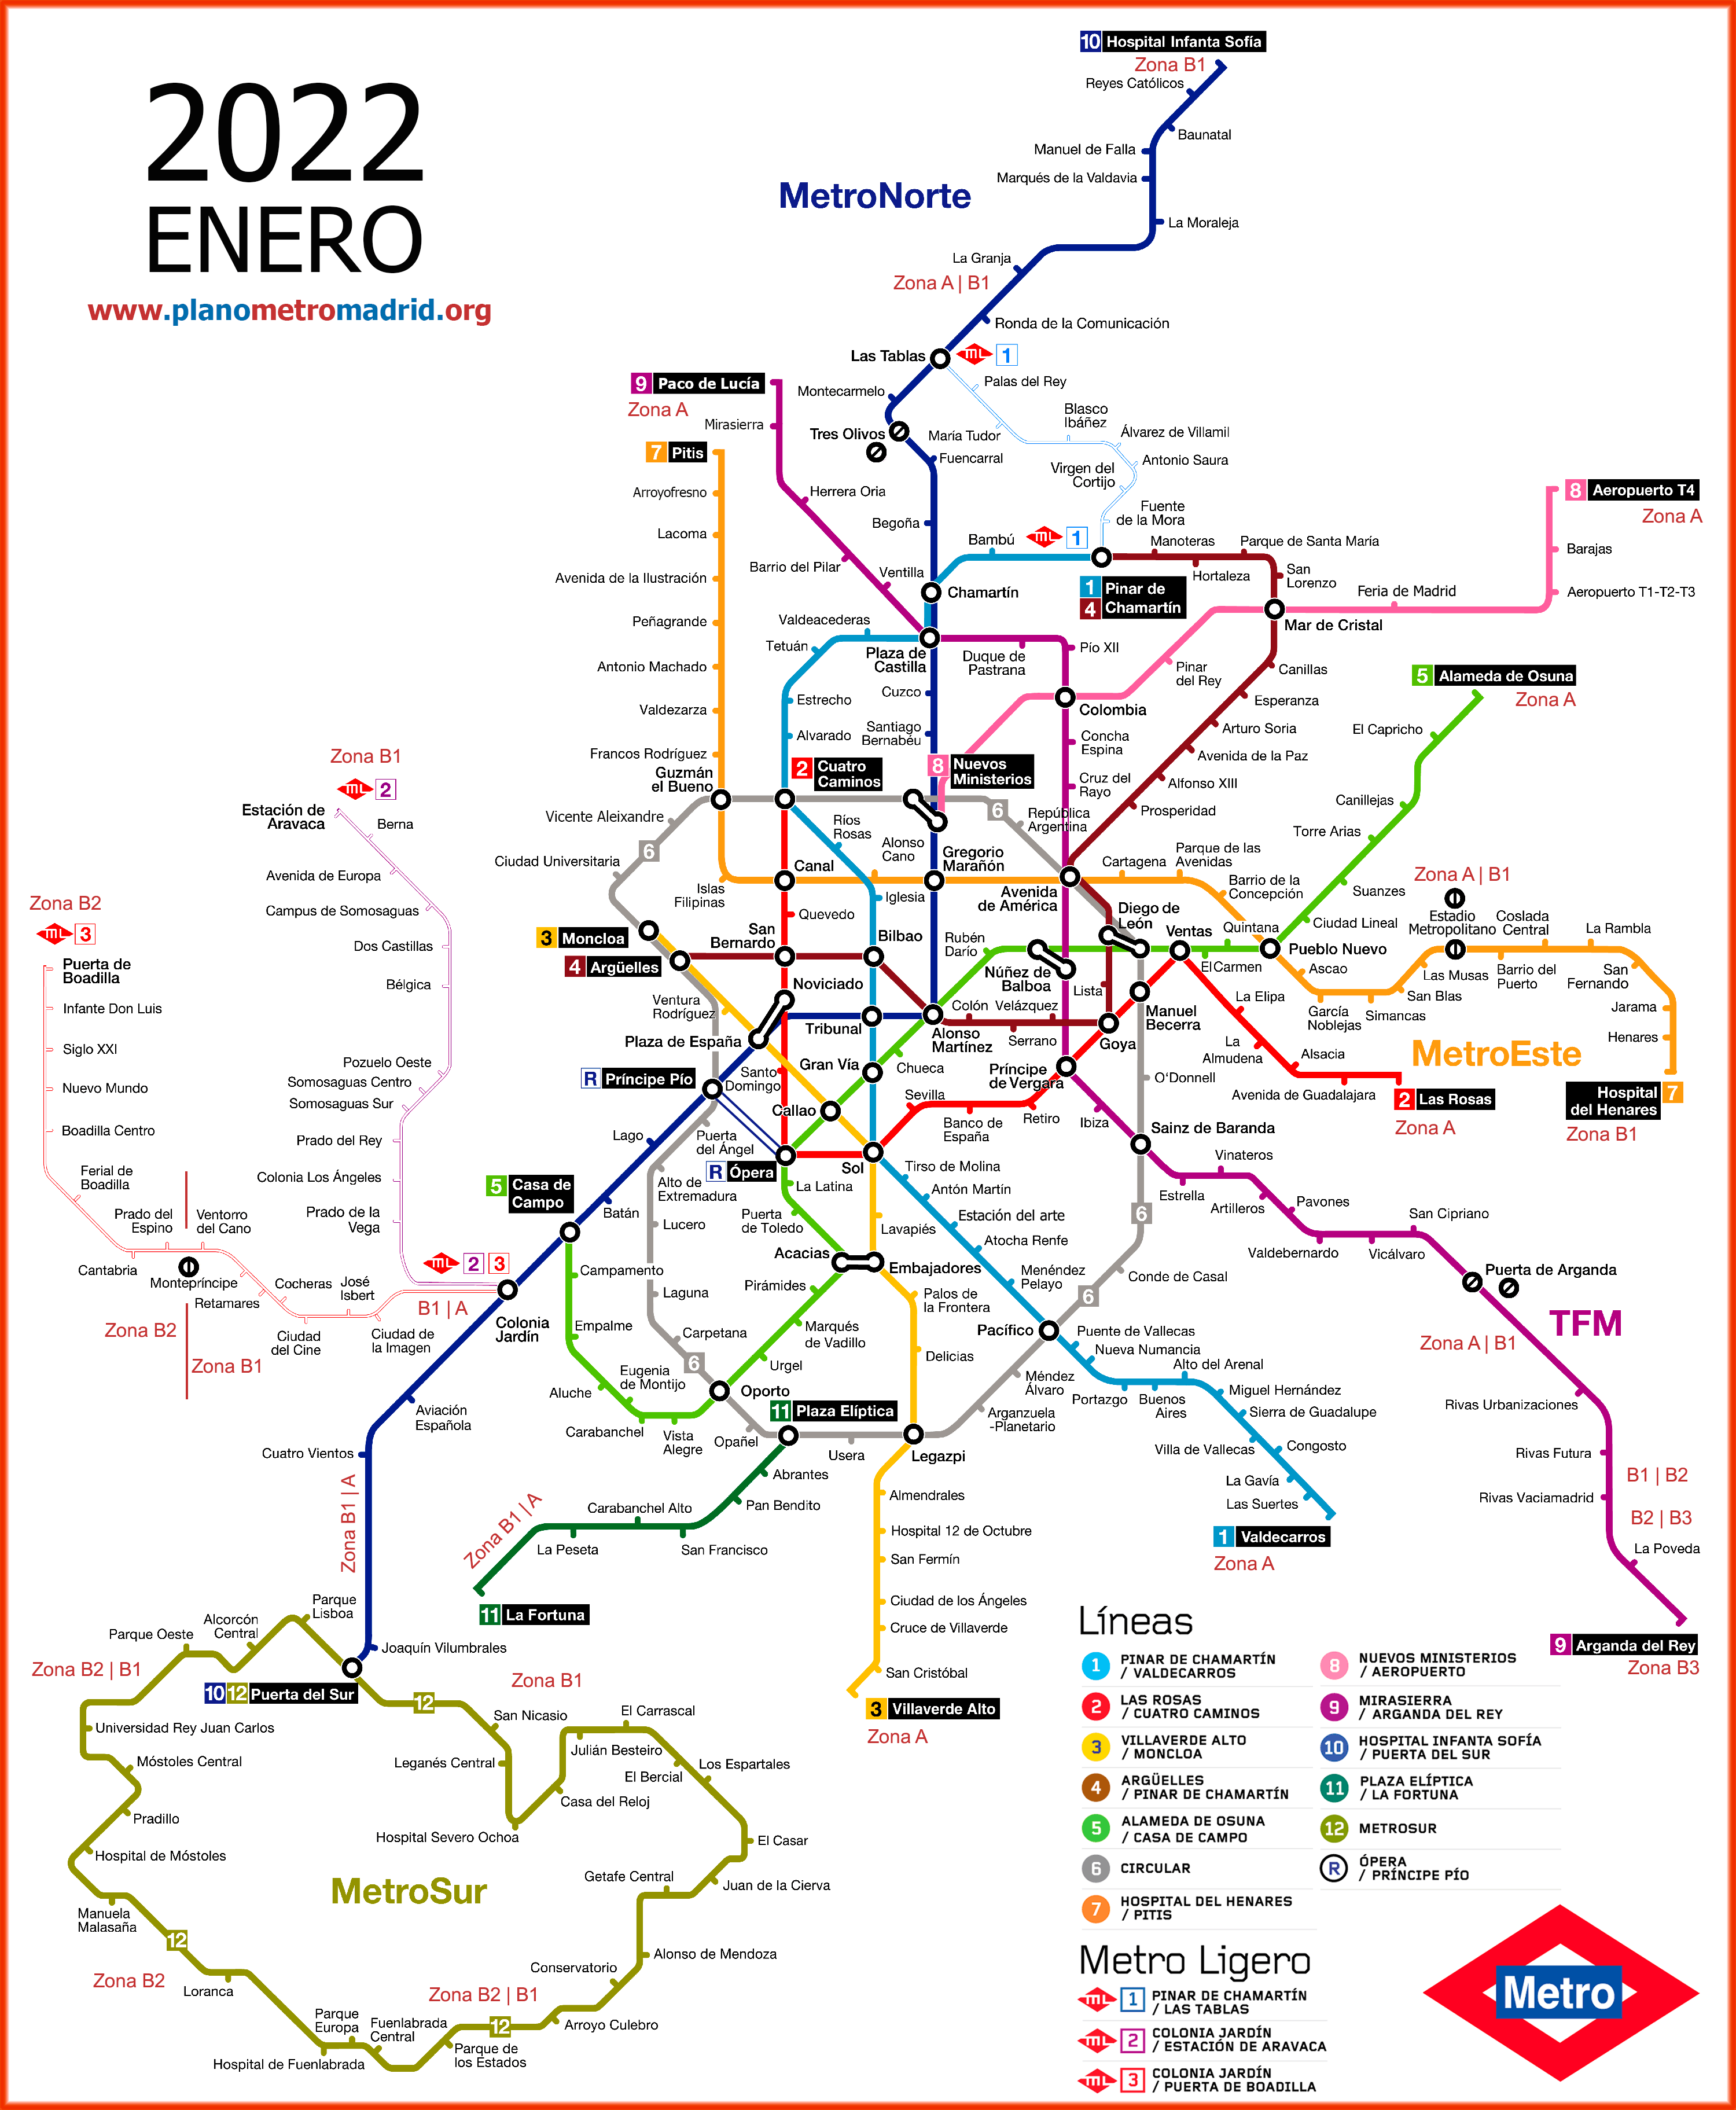 2022
ENERO
www.planometromadrid.org
10 Hospital Infanta Sofía
Zona B1
Reyes Católicos
Baunatal
Manuel de Falla
Marqués de la Valdavia
MetroNorte
La Moraleja
La Granja
Zona A | B1
Ronda de la Comunicación
Las Tablas
mL 1
Palas del Rey
Montecarmelo
9 Paco de Lucía
Zona A
Mirasierra
Blasco
Ibáñez
Tres Olivos
María Tudor
Álvarez de Villamil
7 Pitis
Fuencarral
Antonio Saura
Virgen del
Cortijo
Arroyofresno
Herrera Oria
8 Aeropuerto T4
Zona A
Fuente
de la Mora
Begoña
Lacoma
Bambú
mL 1
Manoteras
Parque de Santa María
Barajas
Barrio del Pilar
Ventilla
Avenida de la Ilustración
Hortaleza
San
Lorenzo
Chamartín
1 Pinar de
4 Chamartín
Feria de Madrid
Aeropuerto T1-T2-T3
Peñagrande
Valdeacederas
Mar de Cristal
Tetuán
Plaza de
Castilla
Duque de
Pastrana
Pío XII
Antonio Machado
Pinar
del Rey
Canillas
5 Alameda de Osuna
Zona A
Cuzco
Estrecho
Esperanza
Valdezarza
Colombia
Santiago
Bernabéu
Alvarado
Concha
Espina
Arturo Soria
El Capricho
Francos Rodríguez
Avenida de la Paz
Zona B1
mL 2
Guzmán
el Bueno
2 Cuatro
Caminos
8 Nuevos
Ministerios
Cruz del
Rayo
Alfonso XIII
Canillejas
Estación de
Aravaca
Berna
Vicente Aleixandre
6
República
Argentina
Prosperidad
Torre Arias
Ríos
Rosas
6
Ciudad Universitaria
Alonso
Cano
Gregorio
Marañón
Canal
Cartagena
Parque de las
Avenidas
Avenida de Europa
Islas
Filipinas
Iglesia
Avenida
de América
Barrio de la
Concepción
Suanzes
Zona A | B1
Zona B2
mL 3
Campus de Somosaguas
Quevedo
Diego de
León
Quintana
Ciudad Lineal
Estadio
Metropolitano
Coslada
Central
La Rambla
3 Moncloa
San
Bernardo
Bilbao
Rubén
Darío
Ventas
Dos Castillas
Pueblo Nuevo
4 Argüelles
Puerta de
Boadilla
Núñez de
Balboa
El Carmen
Ascao
Las Musas
Barrio del
Puerto
San
Fernando
Bélgica
Noviciado
Lista
La Elipa
San Blas
Infante Don Luis
Ventura
Rodríguez
Colón
Velázquez
Manuel
Becerra
García
Noblejas
Simancas
Jarama
Tribunal
Plaza de España
Alonso
Martínez
Serrano
Goya
La
Almudena
Alsacia
Henares
Siglo XXI
MetroEste
Pozuelo Oeste
Gran Vía
Chueca
Príncipe
de Vergara
Santo
Domingo
R Príncipe Pío
Somosaguas Centro
O'Donnell
Nuevo Mundo
Somosaguas Sur
Sevilla
Avenida de Guadalajara
2 Las Rosas
Zona A
Hospital
del Henares 7
Zona B1
Callao
Banco de
España
Retiro
Ibiza
Boadilla Centro
Prado del Rey
Lago
Puerta
del Ángel
Sainz de Baranda
Ferial de
Boadilla
Colonia Los Ángeles
R Ópera
Sol
Tirso de Molina
Vinateros
5 Casa de
Campo
Alto de
Extremadura
La Latina
Antón Martín
Estrella
Artilleros
Pavones
Prado del
Espino
Ventorro
del Cano
Prado de la
Vega
Batán
Lucero
Puerta
de Toledo
Lavapiés
Estación del arte
6
San Cipriano
Atocha Renfe
Valdebernardo
Vicálvaro
Cantabria
Montepríncipe
mL 2 3
Acacias
Embajadores
Campamento
Menéndez
Pelayo
Conde de Casal
Puerta de Arganda
Retamares
Cocheras
José
Isbert
B1 | A
Laguna
Pirámides
Palos de
la Frontera
6
TFM
Zona B2
Zona B1
Ciudad
del Cine
Ciudad de
la Imagen
Colonia
Jardín
Empalme
Carpetana
Marqués
de Vadillo
Pacífico
Puente de Vallecas
Nueva Numancia
Zona A | B1
6
Urgel
Delicias
Alto del Arenal
Eugenia
de Montijo
Méndez
Álvaro
Portazgo
Buenos
Aires
Miguel Hernández
Rivas Urbanizaciones
Aluche
Oporto
11 Plaza Elíptica
Arganzuela
-Planetario
Sierra de Guadalupe
Aviación
Española
Carabanchel
Vista
Alegre
Opañel
Usera
Legazpi
Villa de Vallecas
Congosto
Rivas Futura
Cuatro Vientos
Abrantes
La Gavía
B1 | B2
Zona B1 | A
Zona B1 | A
Carabanchel Alto
Pan Bendito
Almendrales
Las Suertes
Rivas Vaciamadrid
B2 | B3
La Peseta
San Francisco
Hospital 12 de Octubre
1 Valdecarros
Zona A
San Fermín
La Poveda
11 La Fortuna
Ciudad de los Ángeles
Cruce de Villaverde
Parque
Lisboa
Alcorcón
Central
Parque Oeste
Joaquín Vilumbrales
San Cristóbal
9 Arganda del Rey
Zona B3
Zona B2 | B1
10 12 Puerta del Sur
12
Zona B1
3 Villaverde Alto
Zona A
Universidad Rey Juan Carlos
San Nicasio
El Carrascal
Móstoles Central
Leganés Central
Julián Besteiro
El Bercial
Los Espartales
Pradillo
Casa del Reloj
Hospital Severo Ochoa
El Casar
Hospital de Móstoles
MetroSur
Getafe Central
Juan de la Cierva
Manuela
Malasaña
12
Alonso de Mendoza
Zona B2
Loranca
Conservatorio
Zona B2 | B1
Parque
Europa
Fuenlabrada
Central
12
Arroyo Culebro
Hospital de Fuenlabrada
Parque de
los Estados
Líneas
1 PINAR DE CHAMARTÍN
/ VALDECARROS
2 LAS ROSAS
/ CUATRO CAMINOS
3 VILLAVERDE ALTO
/ MONCLOA
4 ARGÜELLES
/ PINAR DE CHAMARTÍN
5 ALAMEDA DE OSUNA
/ CASA DE CAMPO
6 CIRCULAR
7 HOSPITAL DEL HENARES
/ PITIS
8 NUEVOS MINISTERIOS
/ AEROPUERTO
9 MIRASIERRA
/ ARGANDA DEL REY
10 HOSPITAL INFANTA SOFÍA
/ PUERTA DEL SUR
11 PLAZA ELÍPTICA
/ LA FORTUNA
12 METROSUR
R ÓPERA
/ PRÍNCIPE PÍO
Metro Ligero
mL 1 PINAR DE CHAMARTÍN
/ LAS TABLAS
mL 2 COLONIA JARDÍN
/ ESTACIÓN DE ARAVACA
mL 3 COLONIA JARDÍN
/ PUERTA DE BOADILLA
Metro